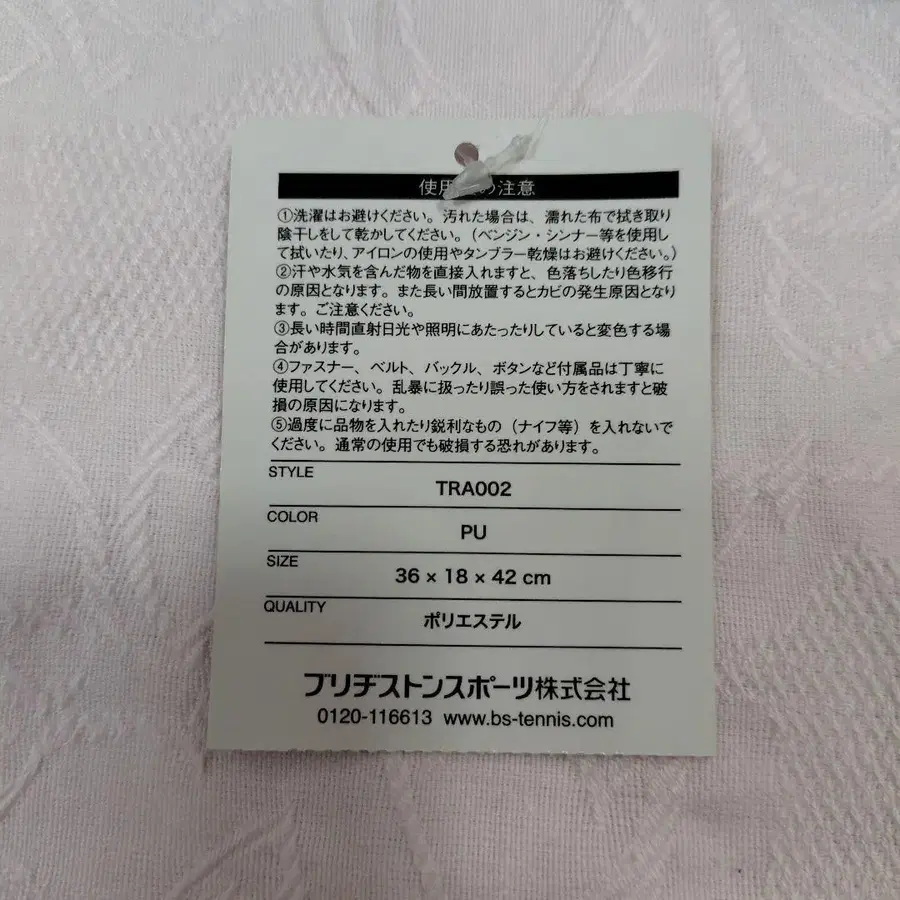 使用上の注意
①洗濯はお避けください。汚れた場合は、濡れた布で拭き取り
陰干しをして乾かしてください。(ベンジン・シンナー等を使用し
て拭いたり、アイロンの使用やタンブラー乾燥はお避けください。)
②汗や水気を含んだ物を直接入れますと、色落ちしたり色移行
の原因となります。また長い間放置するとカビの発生原因となり
ます。ご注意ください。
③長い時間直射日光や照明にあたったりしていると変色する場
合があります。
④ファスナー、ベルト、バックル、ボタンなど付属品は丁寧に
使用してください。乱暴に扱ったり誤った使い方をされますと破
損の原因になります。
⑤過度に品物を入れたり鋭利なもの(ナイフ等)を入れないで
ください。通常の使用でも破損する恐れがあります。
STYLE
TRA002
COLOR
PU
SIZE
36 × 18 × 42 cm
QUALITY
ポリエステル
ブリヂストンスポーツ株式会社
0120-116613 www.bs-tennis.com